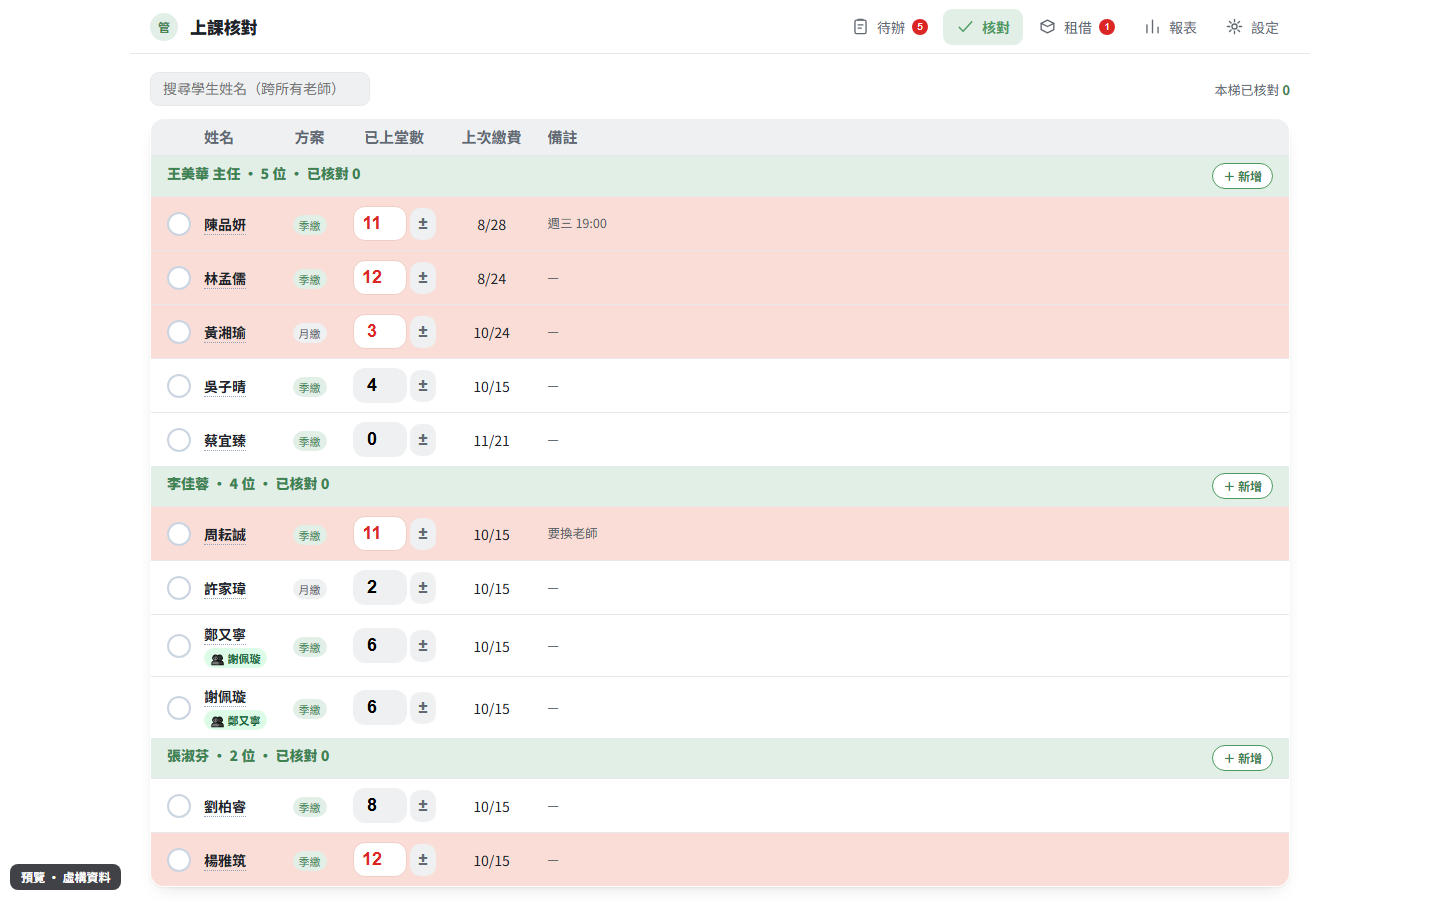 管 上課核對 待辦 5 核對 租借 1 報表 設定
搜尋學生姓名（跨所有老師） 本梯已核對 0
姓名 方案 已上堂數 上次繳費 備註
王美華 主任 • 5 位 • 已核對 0 ＋ 新增
陳品妍 季繳 11 ± 8/28 週三 19:00
林孟儒 季繳 12 ± 8/24 —
黃湘瑜 月繳 3 ± 10/24 —
吳子晴 季繳 4 ± 10/15 —
蔡宜臻 季繳 0 ± 11/21 —
李佳蓉 • 4 位 • 已核對 0 ＋ 新增
周耘誠 季繳 11 ± 10/15 要換老師
許家瑋 月繳 2 ± 10/15 —
鄭又寧 季繳 6 ± 10/15 —
謝佩璇
謝佩璇 季繳 6 ± 10/15 —
鄭又寧
張淑芬 • 2 位 • 已核對 0 ＋ 新增
劉柏睿 季繳 8 ± 10/15 —
楊雅筑 季繳 12 ± 10/15 —
預覽 • 虛構資料